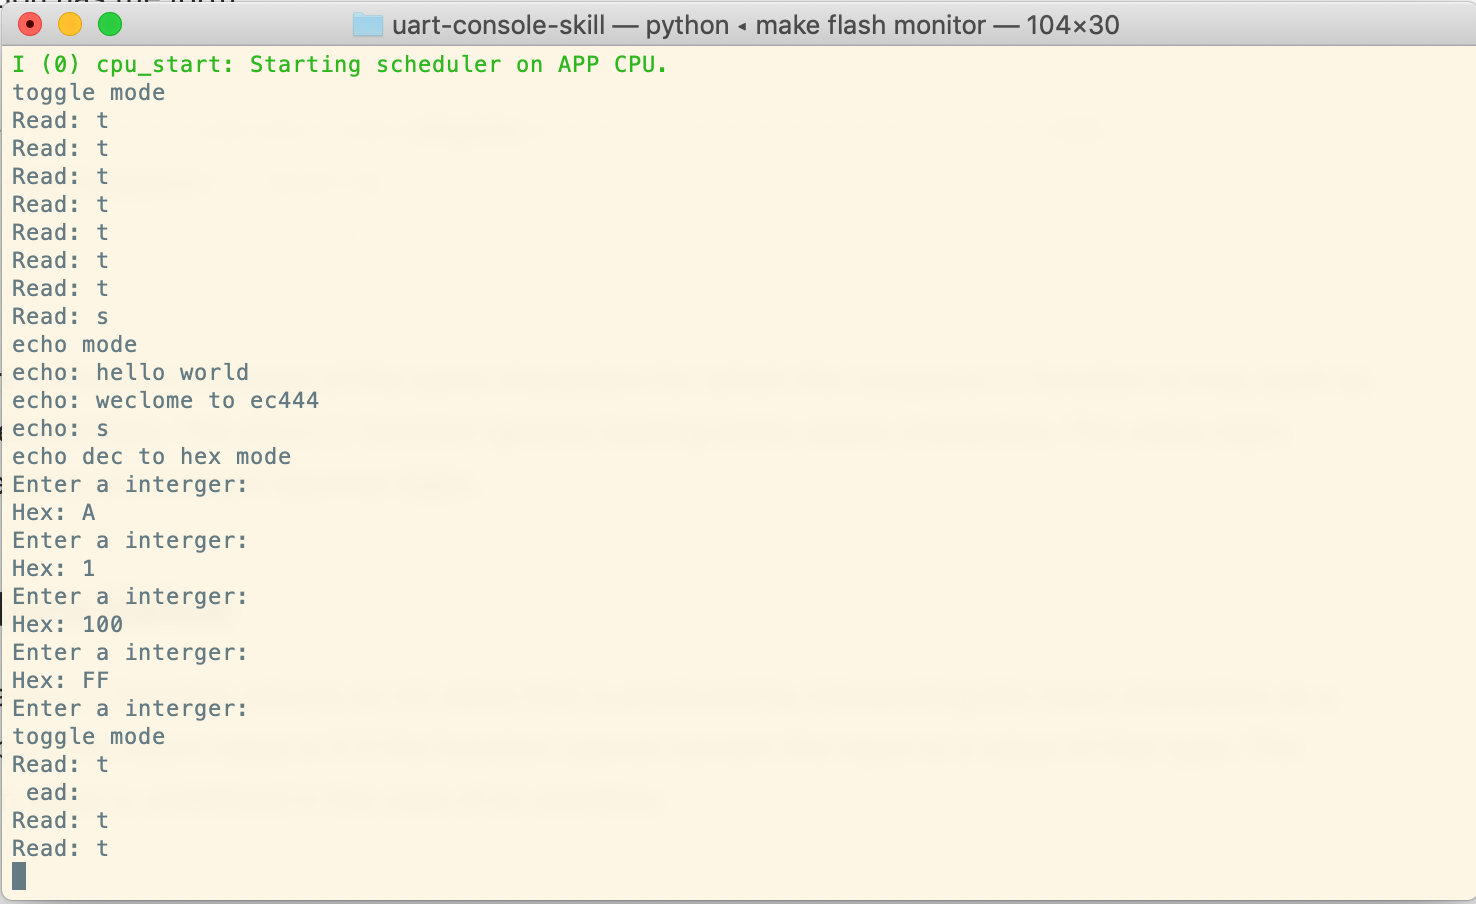 uart-console-skill — python ◂ make flash monitor — 104×30
I (0) cpu_start: Starting scheduler on APP CPU.
toggle mode
Read: t
Read: t
Read: t
Read: t
Read: t
Read: t
Read: t
Read: s
echo mode
echo: hello world
echo: weclome to ec444
echo: s
echo dec to hex mode
Enter a interger:
Hex: A
Enter a interger:
Hex: 1
Enter a interger:
Hex: 100
Enter a interger:
Hex: FF
Enter a interger:
toggle mode
Read: t
 ead:
Read: t
Read: t